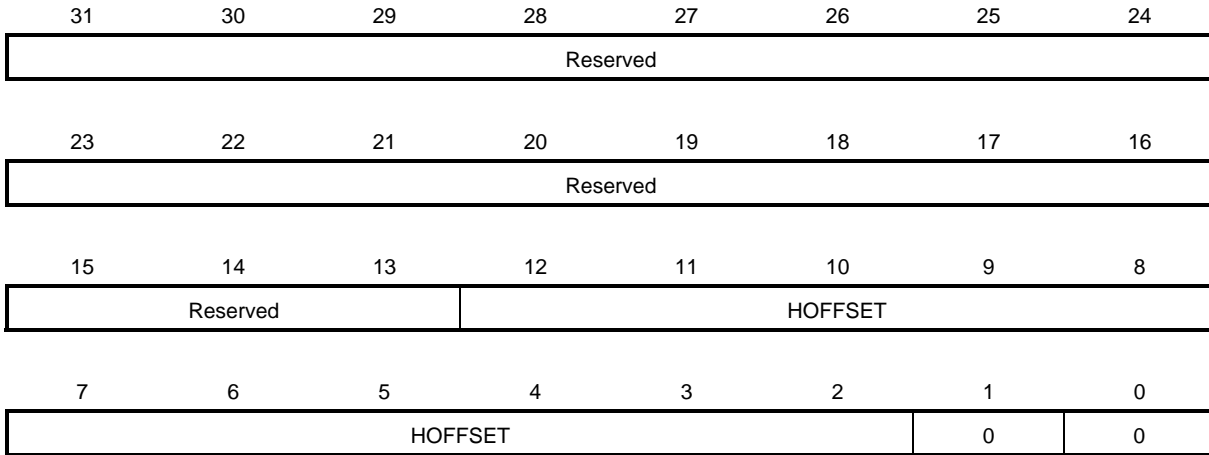 31 30 29 28 27 26 25 24
Reserved
23 22 21 20 19 18 17 16
Reserved
15 14 13 12 11 10 9 8
Reserved HOFFSET
7 6 5 4 3 2 1 0
HOFFSET 0 0